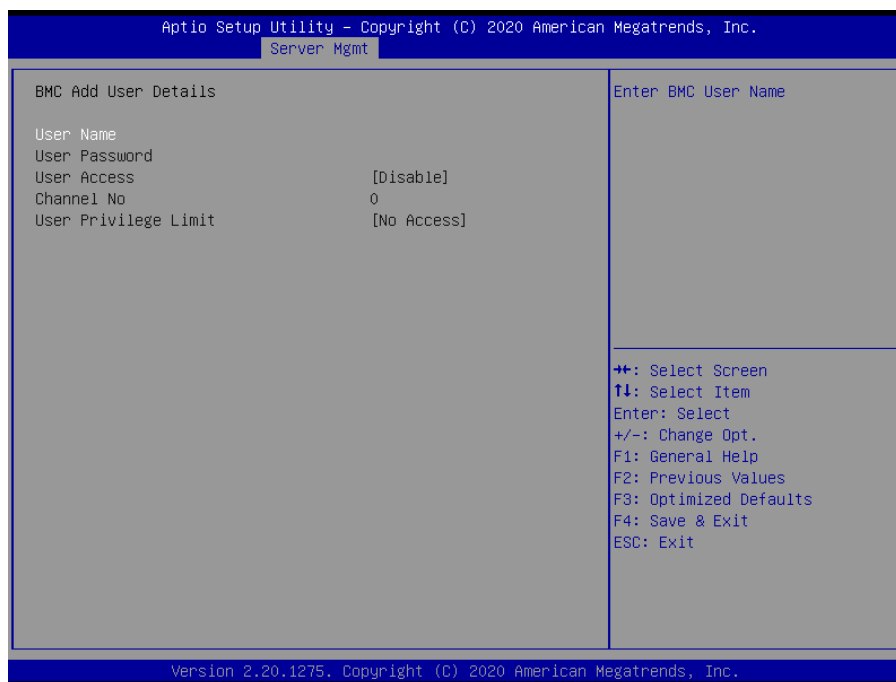 Aptio Setup Utility – Copyright (C) 2020 American Megatrends, Inc.
Server Mgmt
BMC Add User Details
User Name
User Password
User Access [Disable]
Channel No 0
User Privilege Limit [No Access]
Enter BMC User Name
→←: Select Screen
↑↓: Select Item
Enter: Select
+/-: Change Opt.
F1: General Help
F2: Previous Values
F3: Optimized Defaults
F4: Save & Exit
ESC: Exit
Version 2.20.1275. Copyright (C) 2020 American Megatrends, Inc.